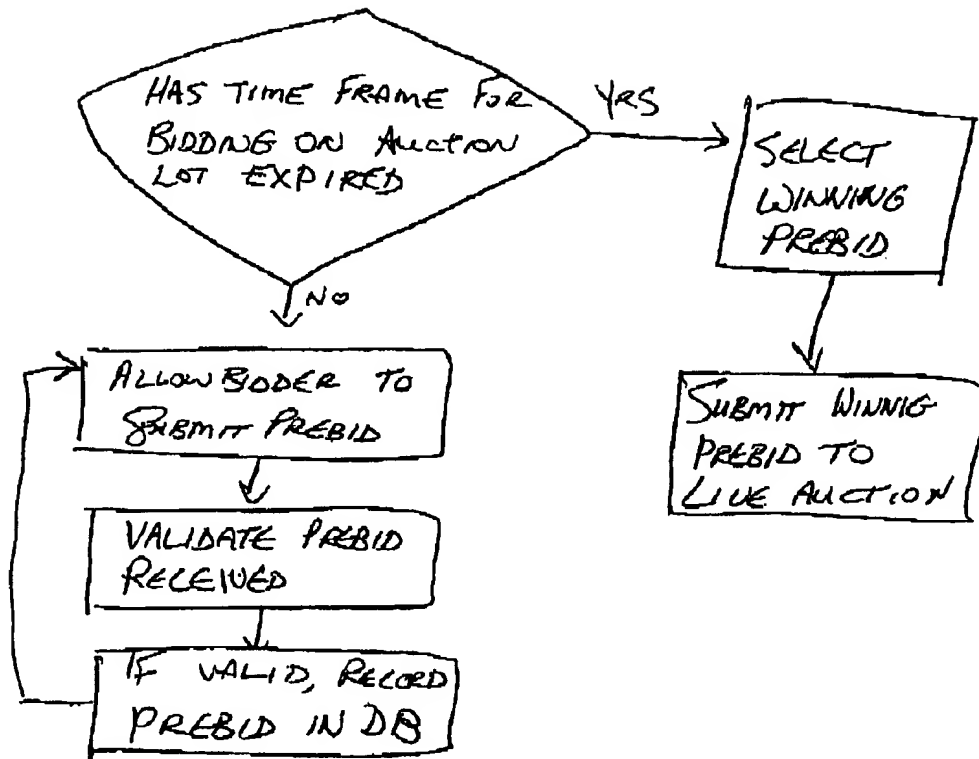 HAS TIME FRAME FOR
BIDDING ON AUCTION
LOT EXPIRED
YES
SELECT
WINNING
PREBID
NO
ALLOW BIDDER TO
SUBMIT PREBID
SUBMIT WINNIG
PREBID TO
LIVE AUCTION
VALIDATE PREBID
RECEIVED
IF VALID, RECORD
PREBID IN DB